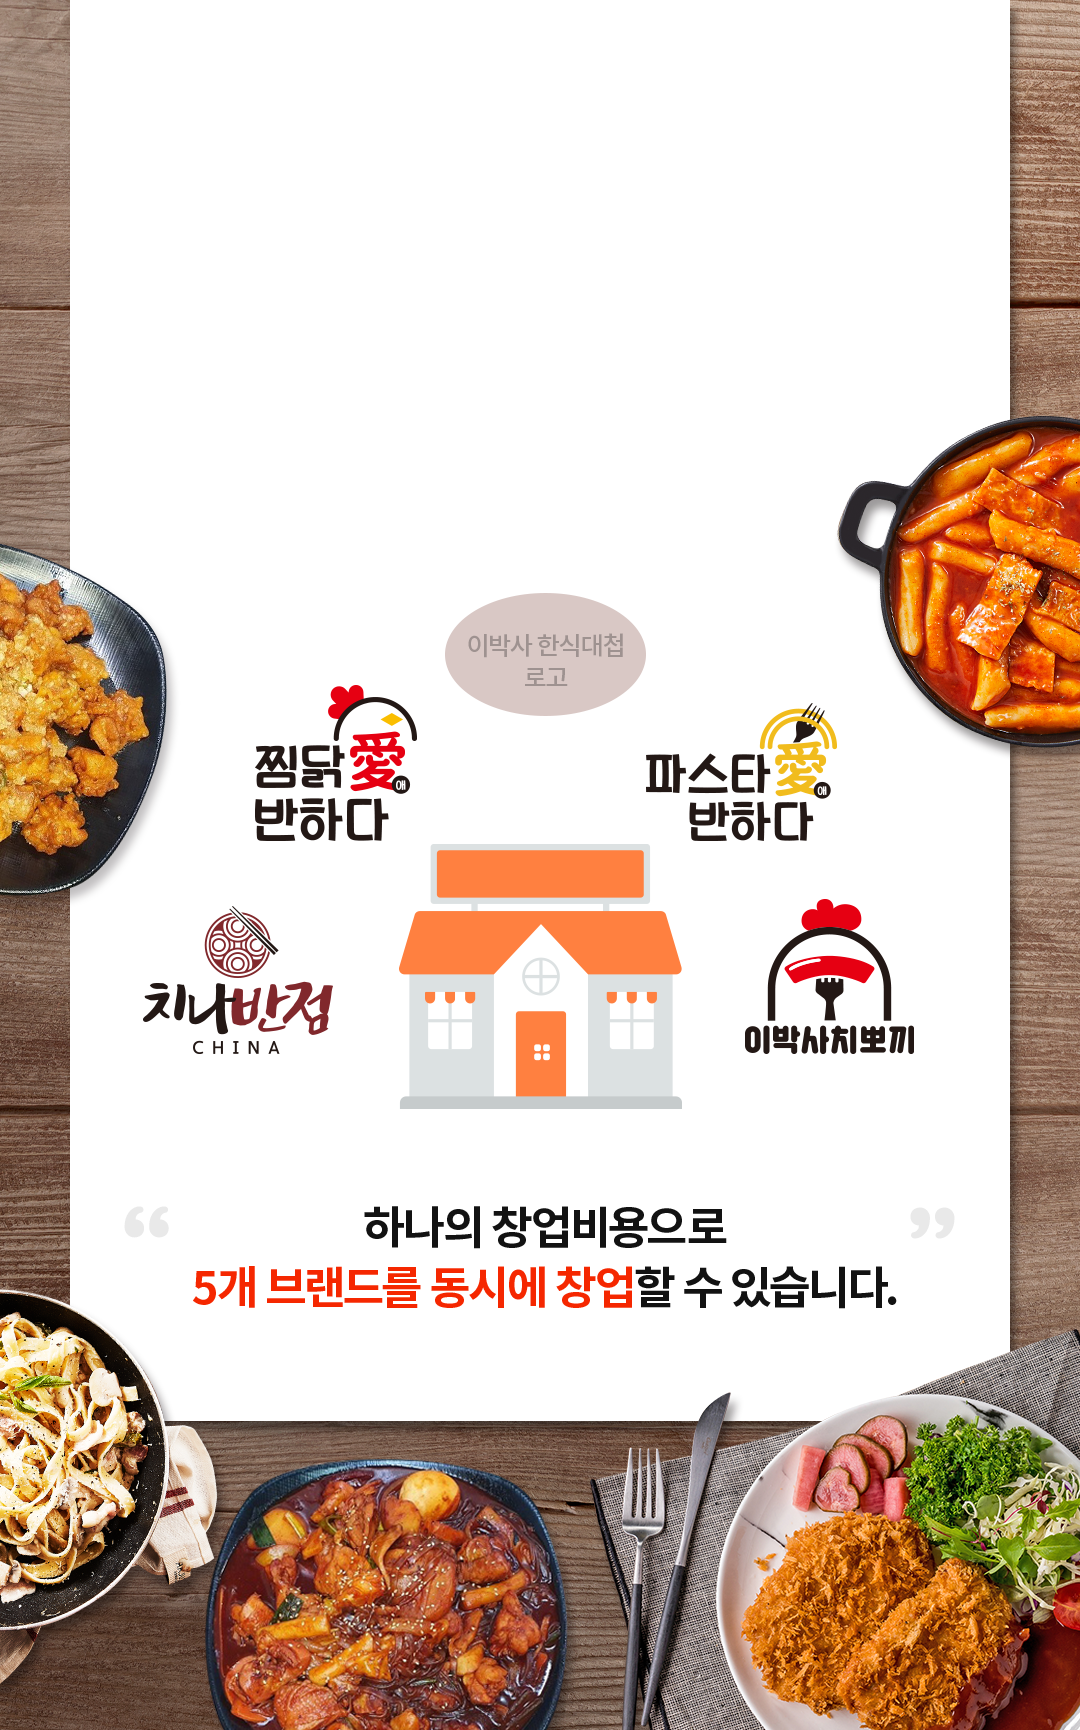 이박사 한식대첩
로고
찜닭愛애
반하다
파스타愛애
반하다
치나반점
CHINA
이박사치뽀끼
“ 하나의 창업비용으로 ”
5개 브랜드를 동시에 창업할 수 있습니다.